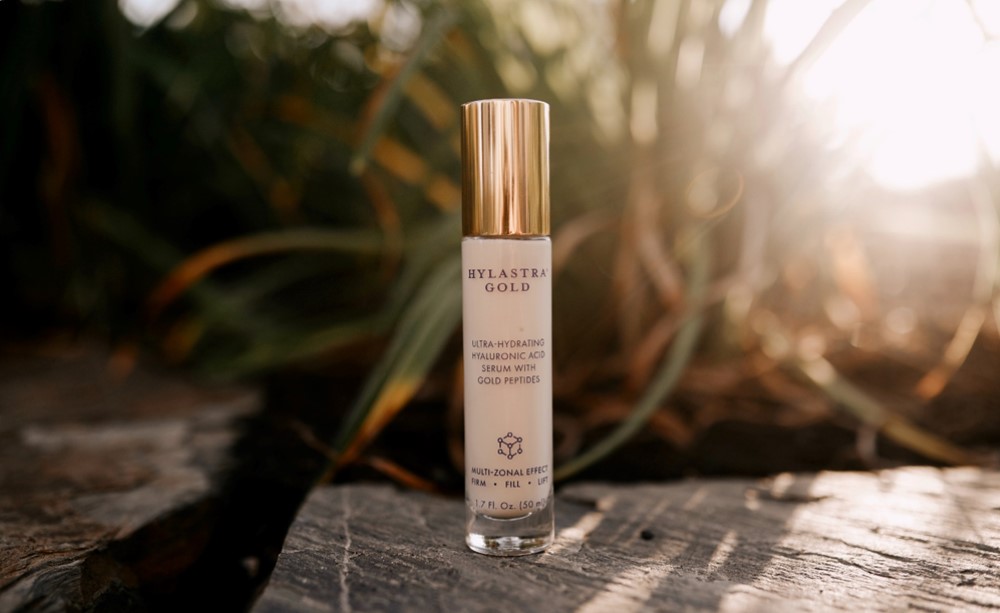 HYLASTRA®
GOLD
ULTRA-HYDRATING
HYALURONIC ACID
SERUM WITH
GOLD PEPTIDES
MULTI-ZONAL EFFECT
FIRM • FILL • LIFT
1.7 Fl. Oz. (50 ml)